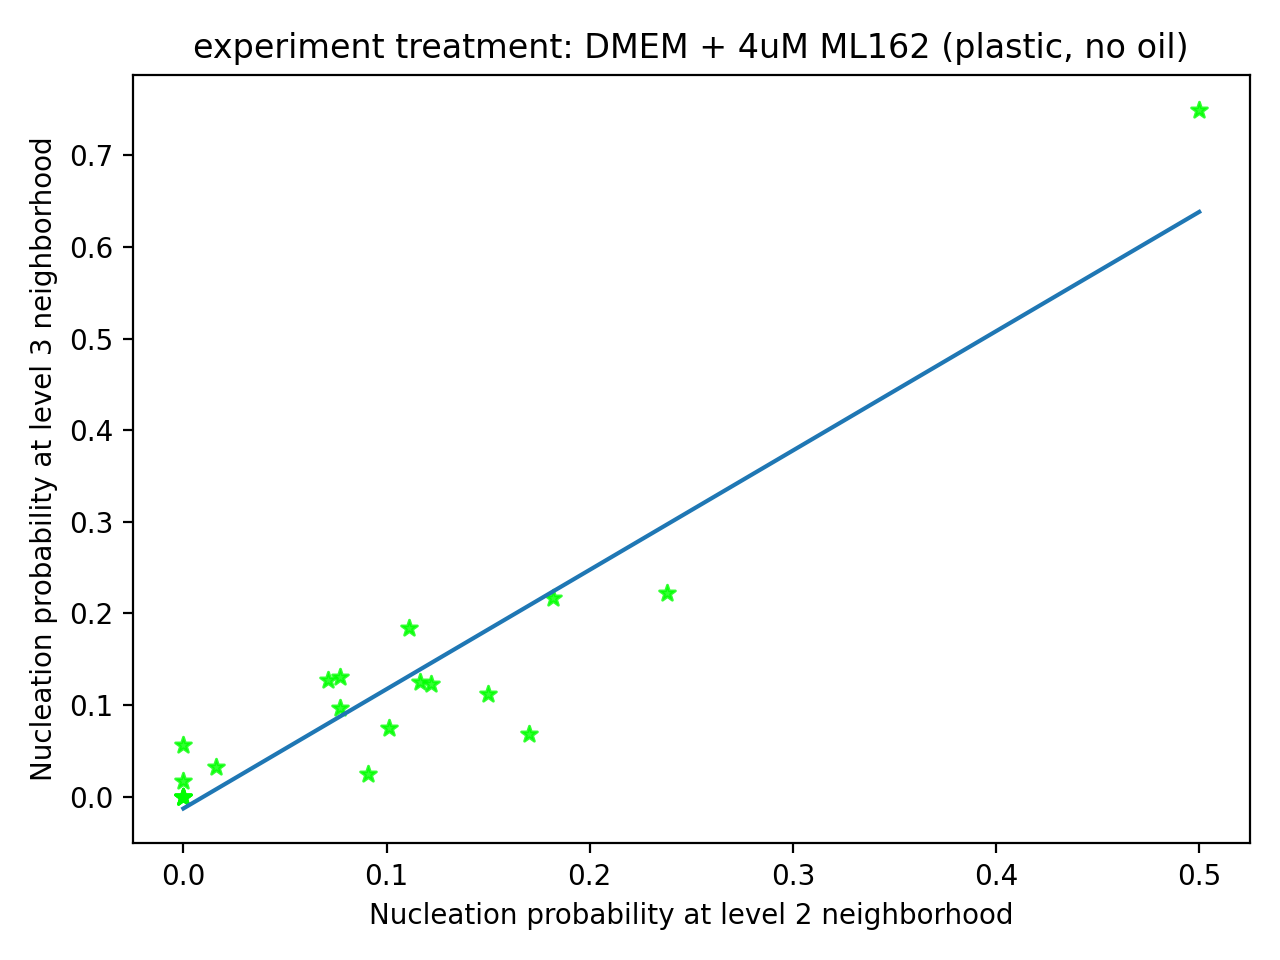 experiment treatment: DMEM + 4uM ML162 (plastic, no oil)
Nucleation probability at level 3 neighborhood
0.7
0.6
0.5
0.4
0.3
0.2
0.1
0.0
0.0 0.1 0.2 0.3 0.4 0.5
Nucleation probability at level 2 neighborhood